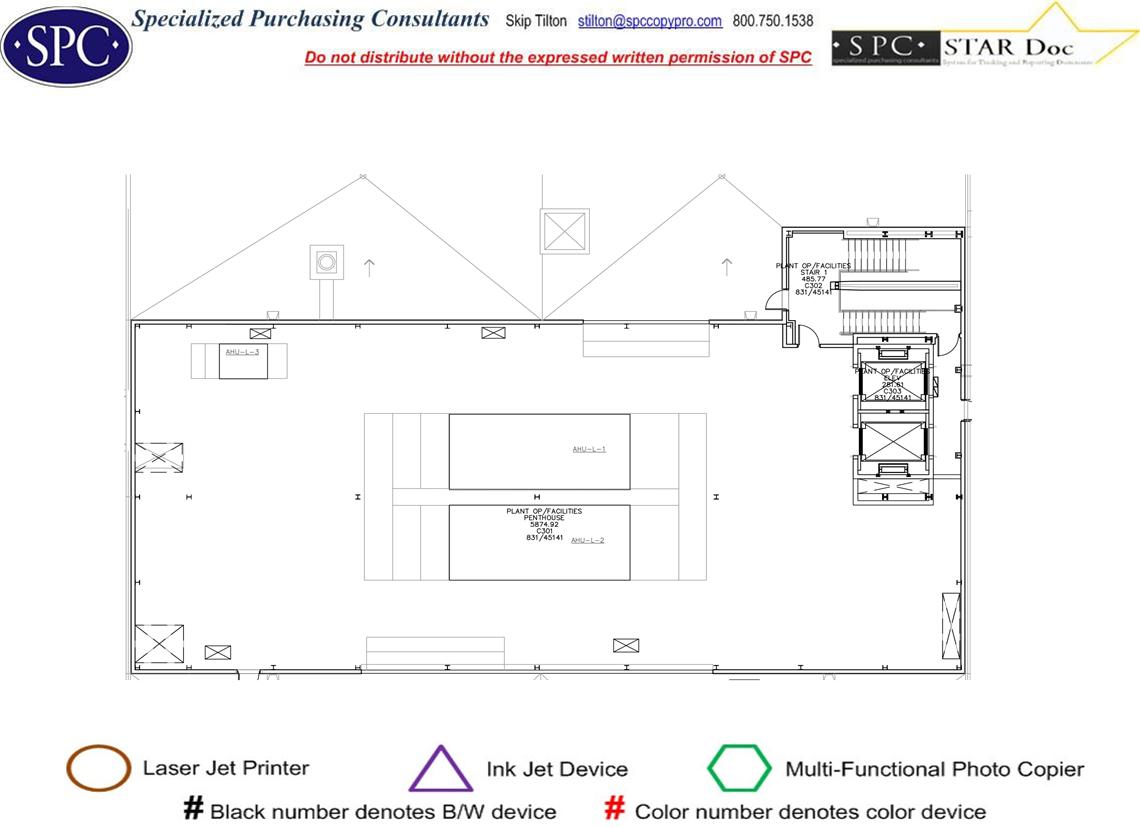 Specialized Purchasing Consultants Skip Tilton stilton@spccopypro.com 800.750.1538
·SPC·
Do not distribute without the expressed written permission of SPC
·SPC· STAR Doc
specialized purchasing consultants System for Tracking and Reporting Documents
PLANT OP/FACILITIES
STAIR 1
485.77
C302
831/45141
AHU-L-3
PLANT OP/FACILITIES
ELEV
C303
831/45141
AHU-L-1
PLANT OP/FACILITIES
PENTHOUSE
5874.92
C301
831/45141
AHU-L-2
Laser Jet Printer
Ink Jet Device
Multi-Functional Photo Copier
# Black number denotes B/W device
# Color number denotes color device